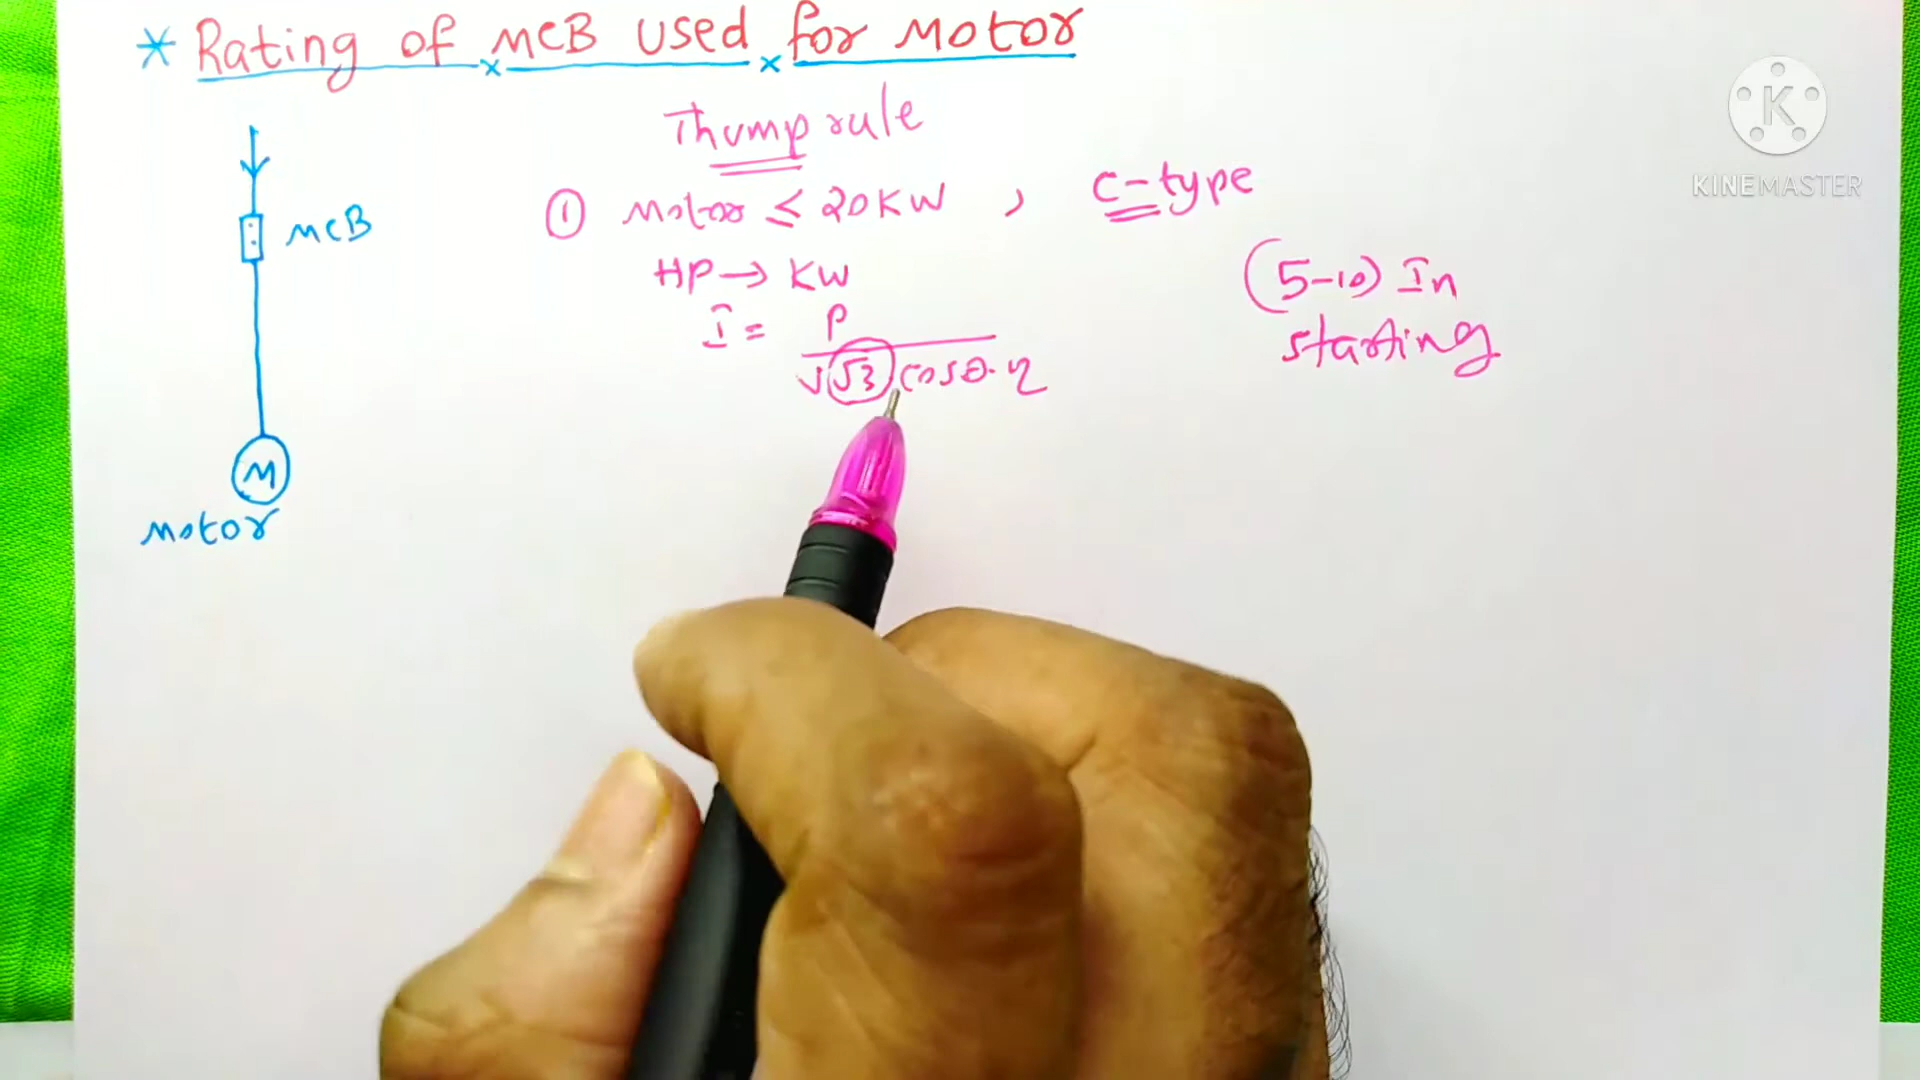 * Rating of MCB used for Motor
Thump rule
① Motor ≤ 20KW , C-type
HP → KW
(5-10) In
starting
I = P
V√3 cosθ.η
MCB
M
Motor
K
KINEMASTER